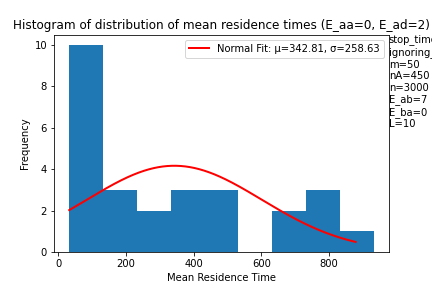 Histogram of distribution of mean residence times (E_aa=0, E_ad=2)
Normal Fit: μ=342.81, σ=258.63
stop_time
ignoring_
m=50
nA=450
n=3000
E_ab=7
E_ba=0
L=10
Frequency
10
8
6
4
2
0
0 200 400 600 800
Mean Residence Time